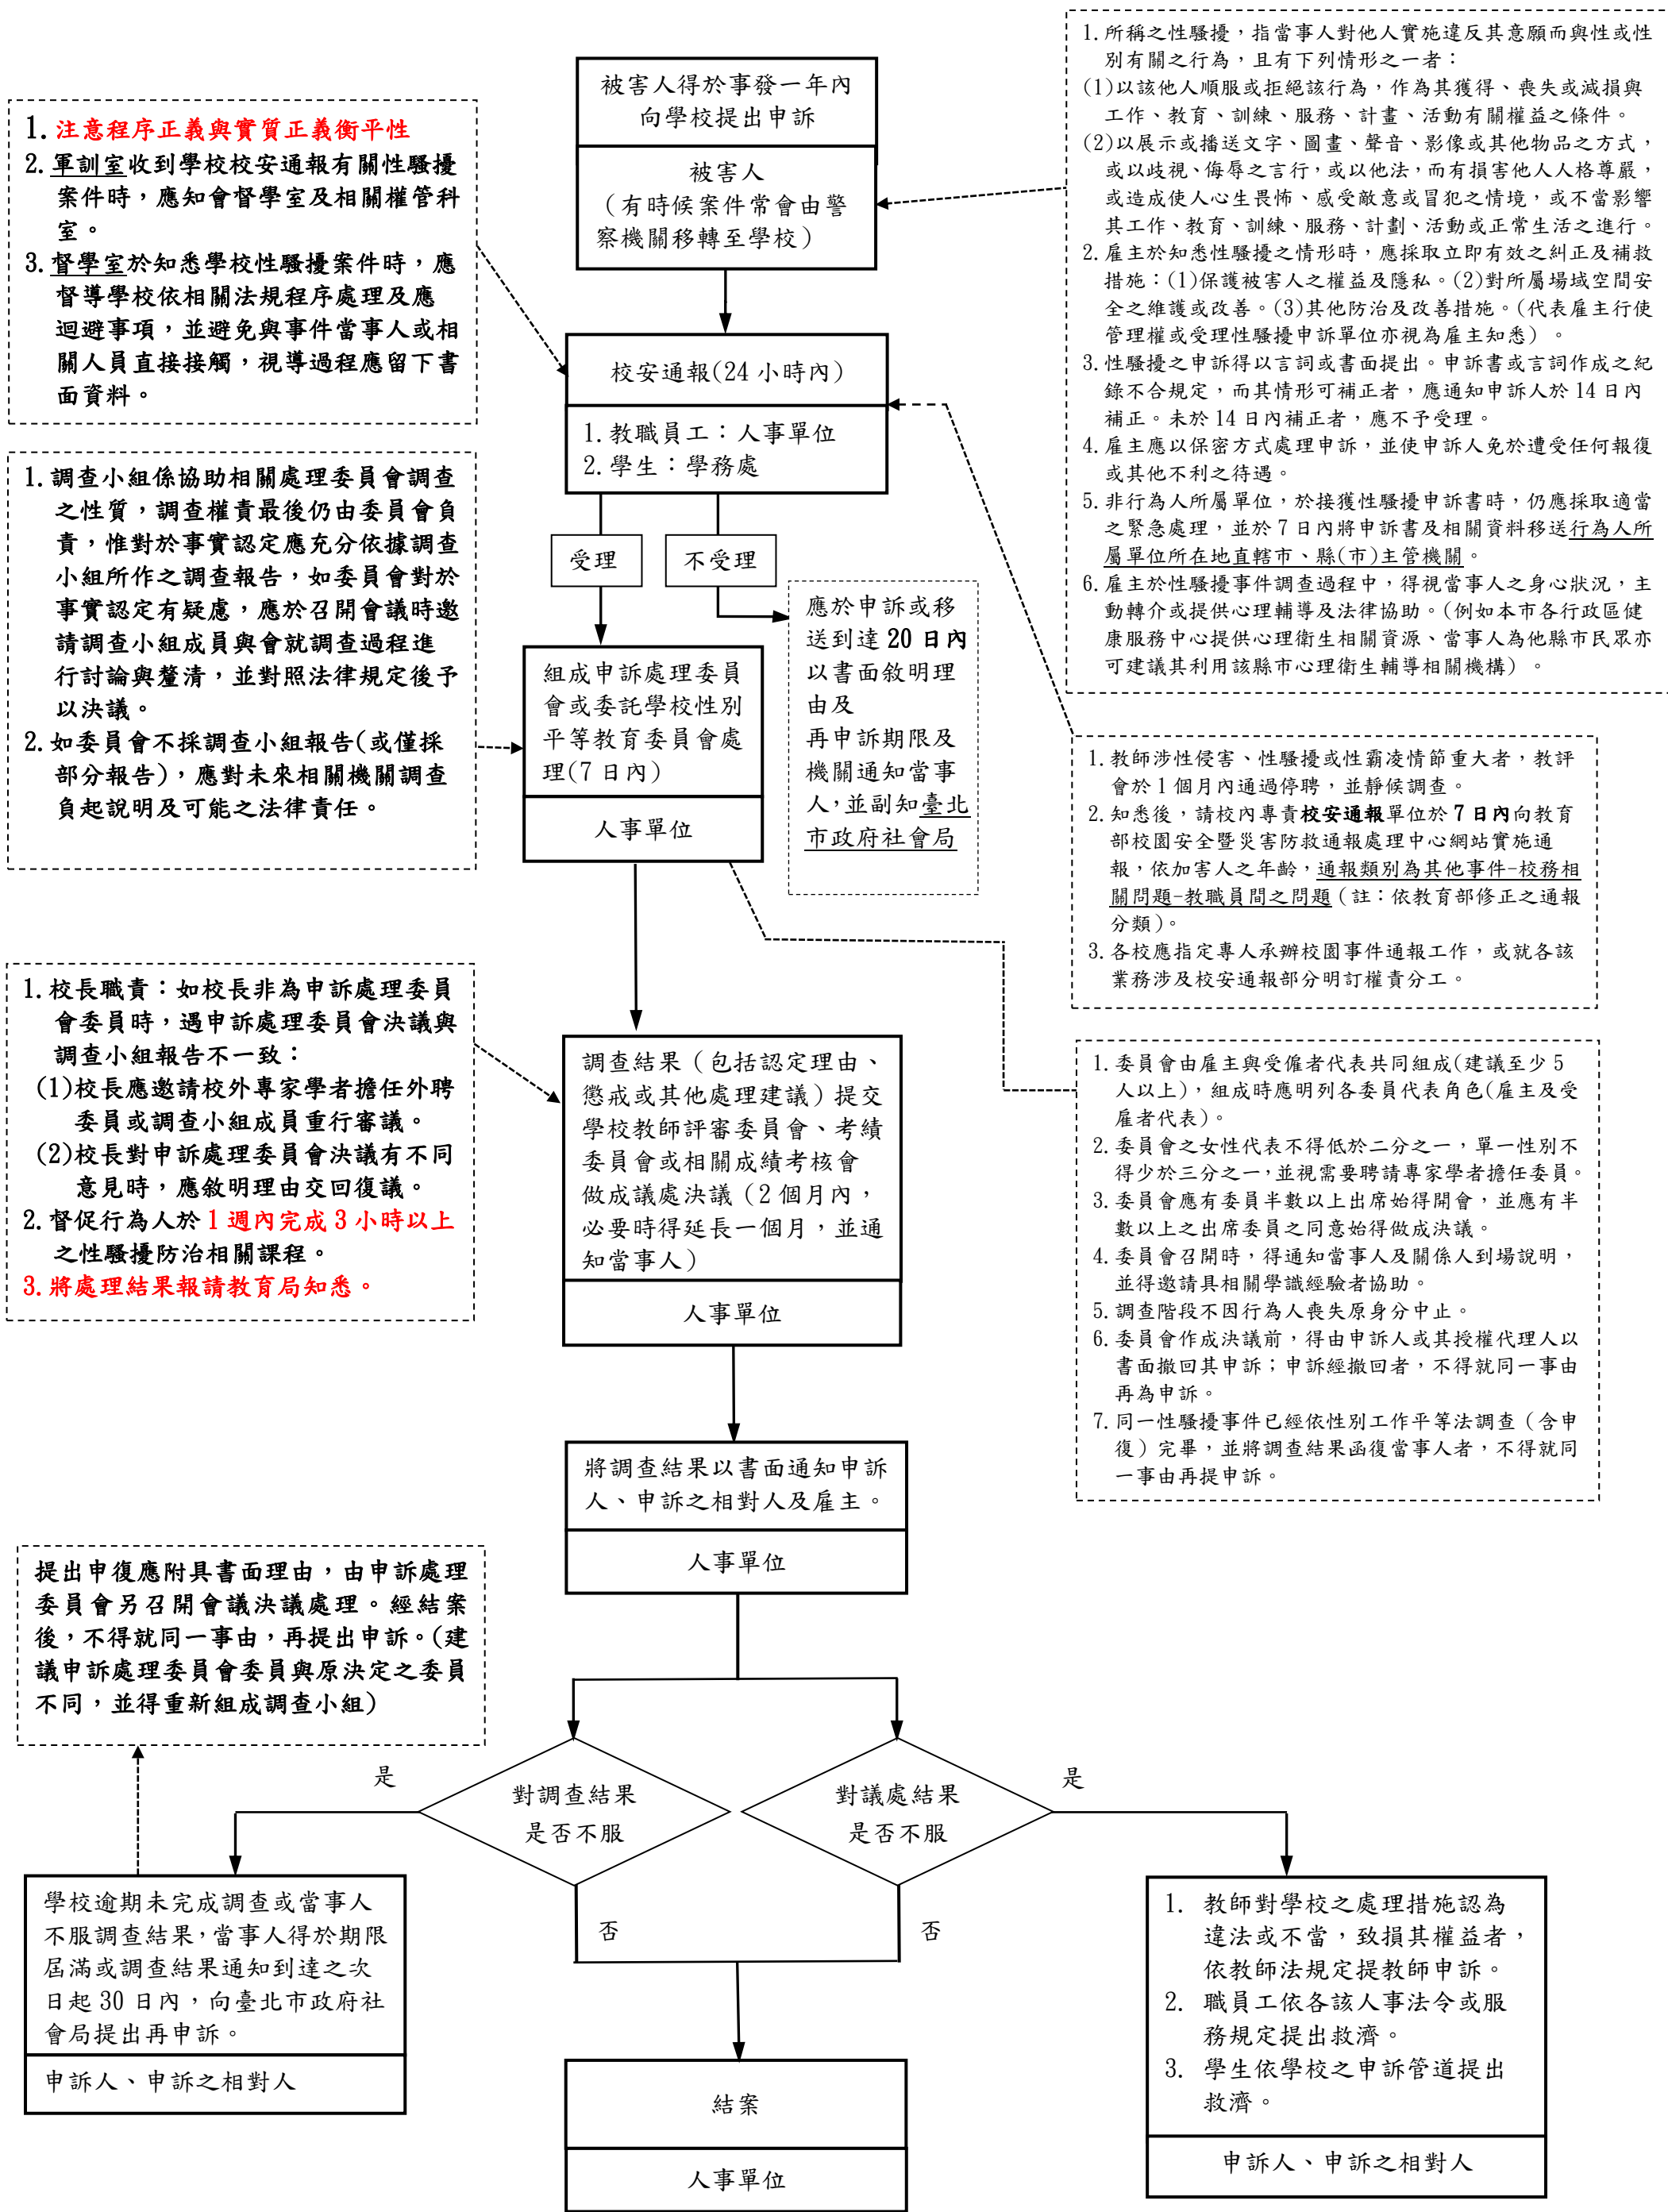 被害人得於事發一年內
向學校提出申訴
被害人
（有時候案件常會由警
察機關移轉至學校）
1. 所稱之性騷擾，指當事人對他人實施違反其意願而與性或性
別有關之行為，且有下列情形之一者：
(1)以該他人順服或拒絕該行為，作為其獲得、喪失或減損與
工作、教育、訓練、服務、計畫、活動有關權益之條件。
(2)以展示或播送文字、圖畫、聲音、影像或其他物品之方式，
或以歧視、侮辱之言行，或以他法，而有損害他人人格尊嚴，
或造成使人心生畏怖、感受敵意或冒犯之情境，或不當影響
其工作、教育、訓練、服務、計劃、活動或正常生活之進行。
2. 雇主於知悉性騷擾之情形時，應採取立即有效之糾正及補救
措施：(1)保護被害人之權益及隱私。(2)對所屬場域空間安
全之維護或改善。(3)其他防治及改善措施。(代表雇主行使
管理權或受理性騷擾申訴單位亦視為雇主知悉）。
3. 性騷擾之申訴得以言詞或書面提出。申訴書或言詞作成之紀
錄不合規定，而其情形可補正者，應通知申訴人於 14 日內
補正。未於 14 日內補正者，應不予受理。
4. 雇主應以保密方式處理申訴，並使申訴人免於遭受任何報復
或其他不利之待遇。
5. 非行為人所屬單位，於接獲性騷擾申訴書時，仍應採取適當
之緊急處理，並於 7 日內將申訴書及相關資料移送行為人所
屬單位所在地直轄市、縣(市)主管機關。
6. 雇主於性騷擾事件調查過程中，得視當事人之身心狀況，主
動轉介或提供心理輔導及法律協助。(例如本市各行政區健
康服務中心提供心理衛生相關資源、當事人為他縣市民眾亦
可建議其利用該縣市心理衛生輔導相關機構）。
1. 注意程序正義與實質正義衡平性
2. 軍訓室收到學校校安通報有關性騷擾
案件時，應知會督學室及相關權管科
室。
3. 督學室於知悉學校性騷擾案件時，應
督導學校依相關法規程序處理及應
迴避事項，並避免與事件當事人或相
關人員直接接觸，視導過程應留下書
面資料。
校安通報(24 小時內)
1. 教職員工：人事單位
2. 學生：學務處
受理
不受理
1. 調查小組係協助相關處理委員會調查
之性質，調查權責最後仍由委員會負
責，惟對於事實認定應充分依據調查
小組所作之調查報告，如委員會對於
事實認定有疑慮，應於召開會議時邀
請調查小組成員與會就調查過程進
行討論與釐清，並對照法律規定後予
以決議。
2. 如委員會不採調查小組報告(或僅採
部分報告)，應對未來相關機關調查
負起說明及可能之法律責任。
組成申訴處理委員
會或委託學校性別
平等教育委員會處
理(7 日內)
人事單位
應於申訴或移
送到達 20 日內
以書面敘明理
由及
再申訴期限及
機關通知當事
人，並副知臺北
市政府社會局
1. 教師涉性侵害、性騷擾或性霸凌情節重大者，教評
會於 1 個月內通過停聘，並靜候調查。
2. 知悉後，請校內專責校安通報單位於 7 日內向教育
部校園安全暨災害防救通報處理中心網站實施通
報，依加害人之年齡，通報類別為其他事件-校務相
關問題-教職員間之問題（註：依教育部修正之通報
分類）。
3. 各校應指定專人承辦校園事件通報工作，或就各該
業務涉及校安通報部分明訂權責分工。
1. 校長職責：如校長非為申訴處理委員
會委員時，遇申訴處理委員會決議與
調查小組報告不一致：
(1)校長應邀請校外專家學者擔任外聘
委員或調查小組成員重行審議。
(2)校長對申訴處理委員會決議有不同
意見時，應敘明理由交回復議。
2. 督促行為人於 1 週內完成 3 小時以上
之性騷擾防治相關課程。
3. 將處理結果報請教育局知悉。
調查結果（包括認定理由、
懲戒或其他處理建議）提交
學校教師評審委員會、考績
委員會或相關成績考核會
做成議處決議（2 個月內，
必要時得延長一個月，並通
知當事人）
人事單位
1. 委員會由雇主與受僱者代表共同組成(建議至少 5
人以上)，組成時應明列各委員代表角色(雇主及受
雇者代表)。
2. 委員會之女性代表不得低於二分之一，單一性別不
得少於三分之一，並視需要聘請專家學者擔任委員。
3. 委員會應有委員半數以上出席始得開會，並應有半
數以上之出席委員之同意始得做成決議。
4. 委員會召開時，得通知當事人及關係人到場說明，
並得邀請具相關學識經驗者協助。
5. 調查階段不因行為人喪失原身分中止。
6. 委員會作成決議前，得由申訴人或其授權代理人以
書面撤回其申訴；申訴經撤回者，不得就同一事由
再為申訴。
7. 同一性騷擾事件已經依性別工作平等法調查（含申
復）完畢，並將調查結果函復當事人者，不得就同
一事由再提申訴。
將調查結果以書面通知申訴
人、申訴之相對人及雇主。
人事單位
提出申復應附具書面理由，由申訴處理
委員會另召開會議決議處理。經結案
後，不得就同一事由，再提出申訴。(建
議申訴處理委員會委員與原決定之委員
不同，並得重新組成調查小組)
是
對調查結果
是否不服
否
對議處結果
是否不服
是
否
學校逾期未完成調查或當事人
不服調查結果，當事人得於期限
屆滿或調查結果通知到達之次
日起 30 日內，向臺北市政府社
會局提出再申訴。
申訴人、申訴之相對人
1. 教師對學校之處理措施認為
違法或不當，致損其權益者，
依教師法規定提教師申訴。
2. 職員工依各該人事法令或服
務規定提出救濟。
3. 學生依學校之申訴管道提出
救濟。
申訴人、申訴之相對人
結案
人事單位